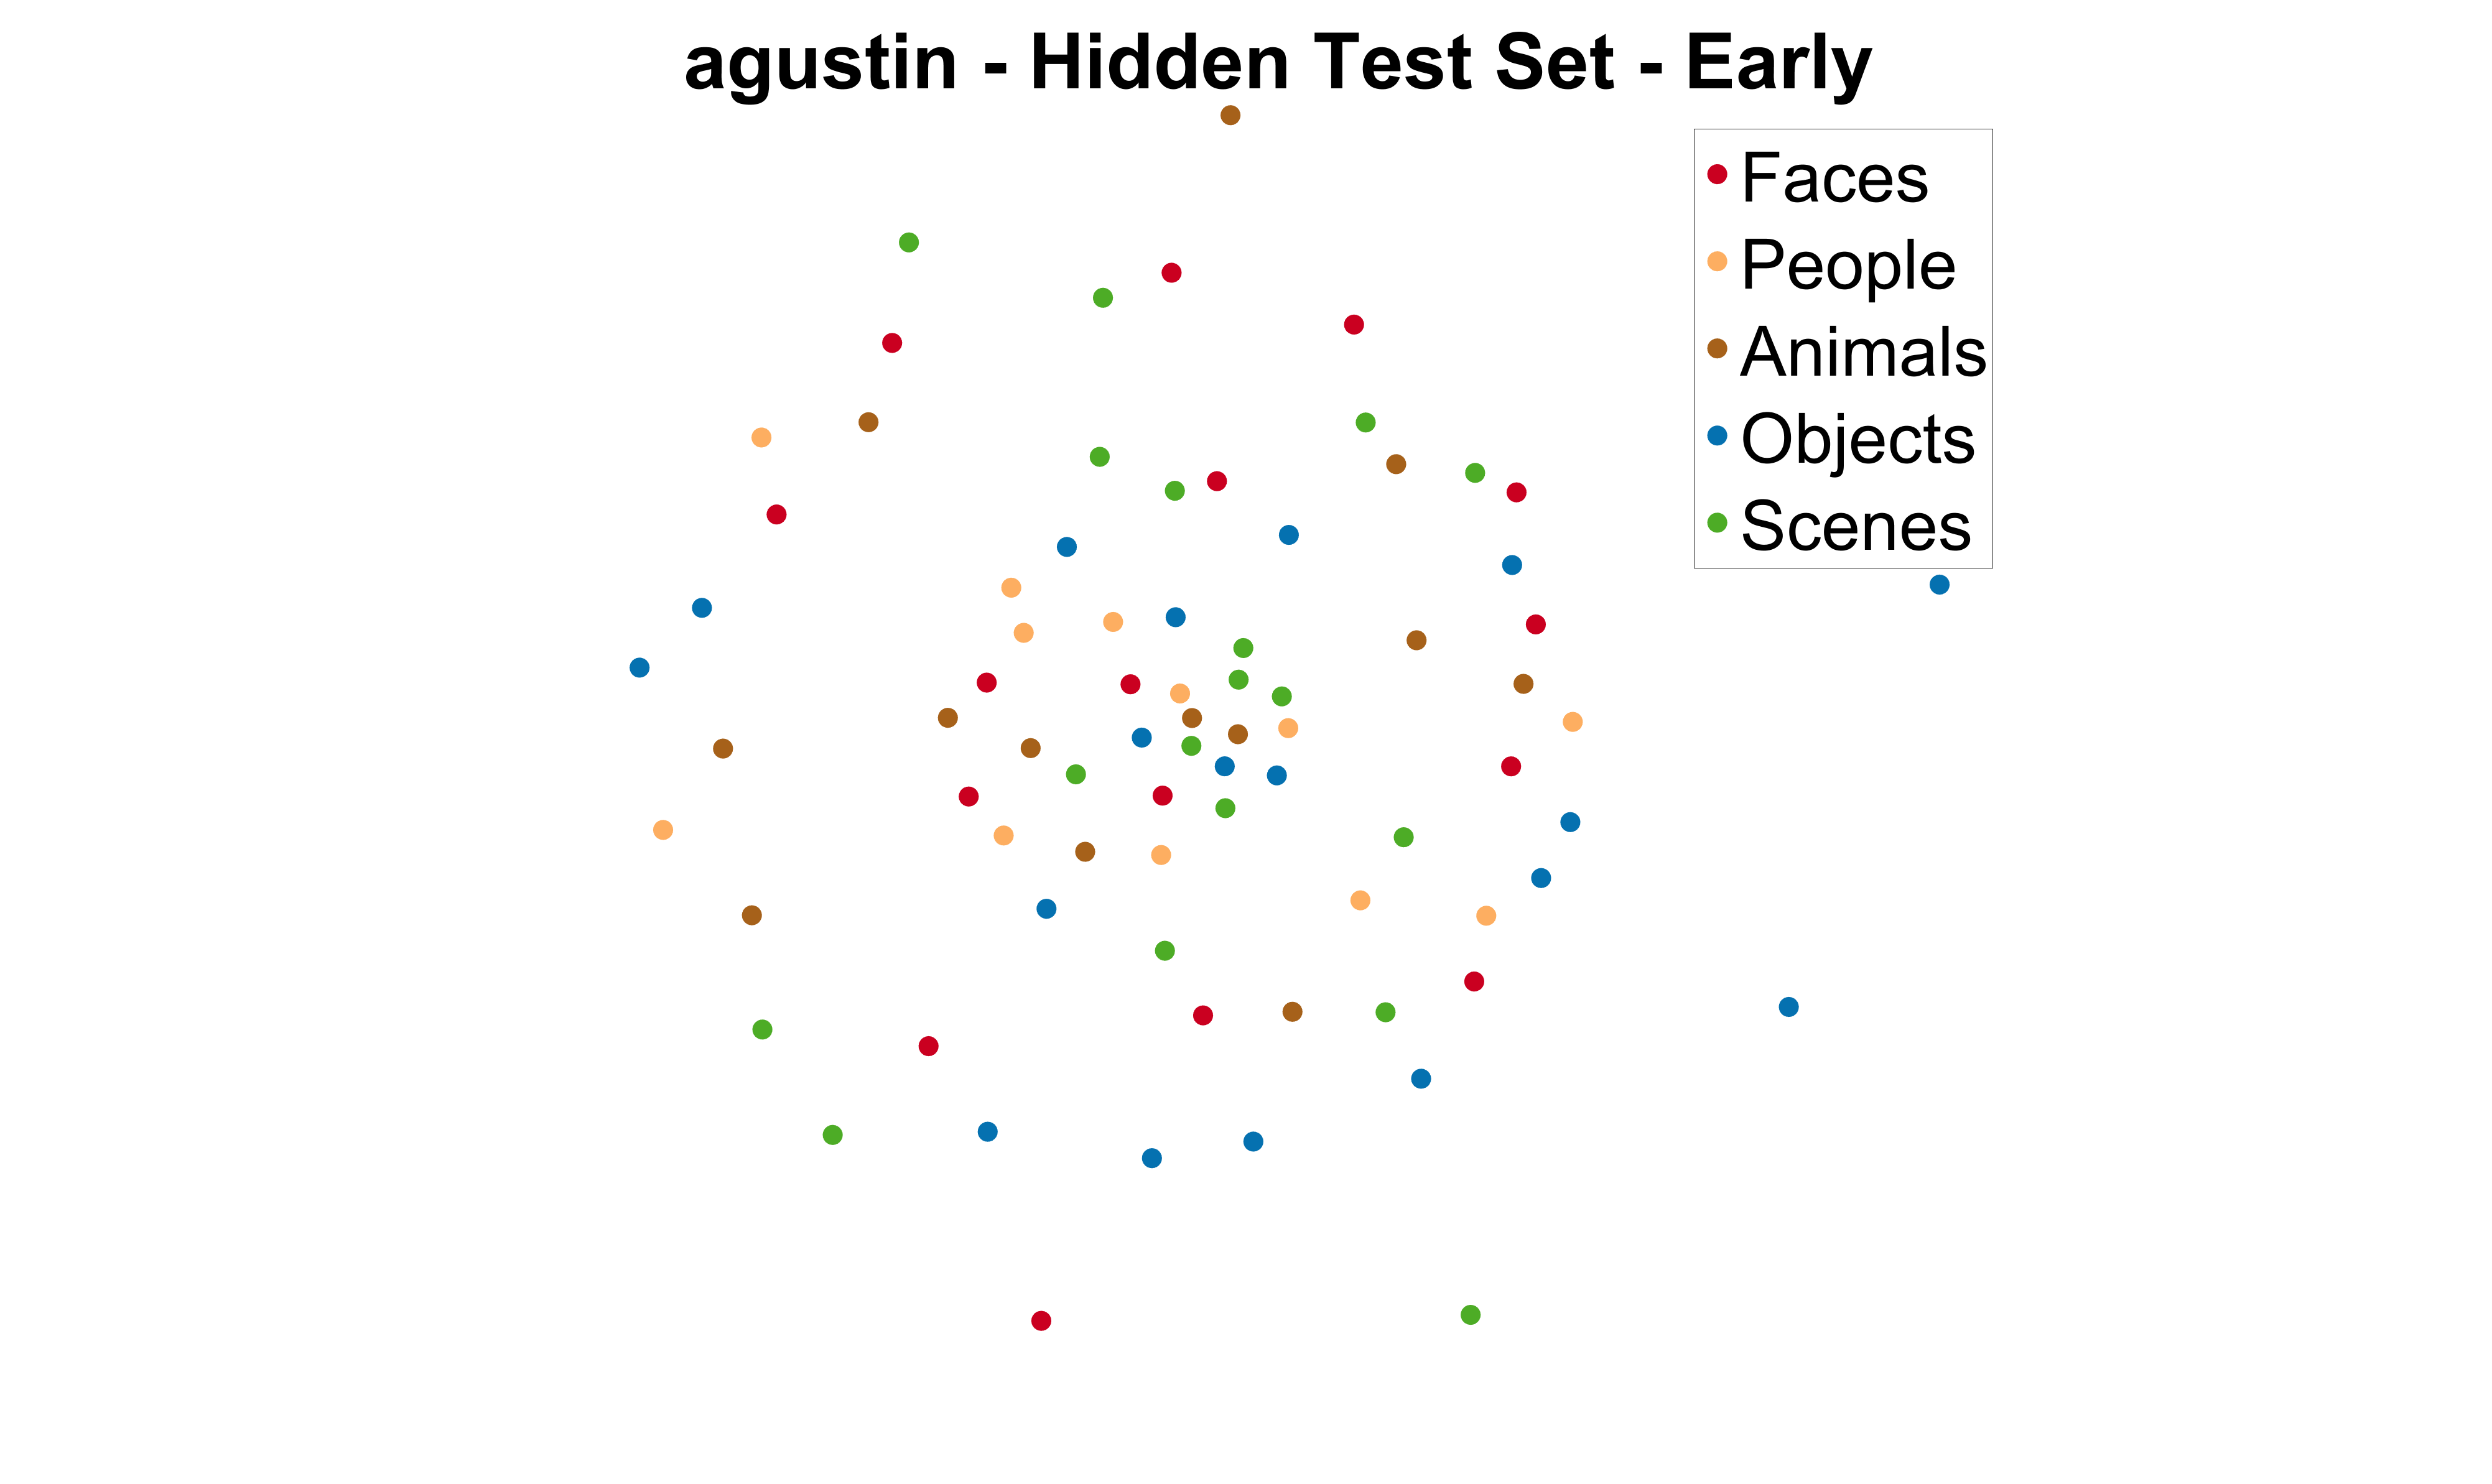 agustin - Hidden Test Set - Early
Faces
People
Animals
Objects
Scenes